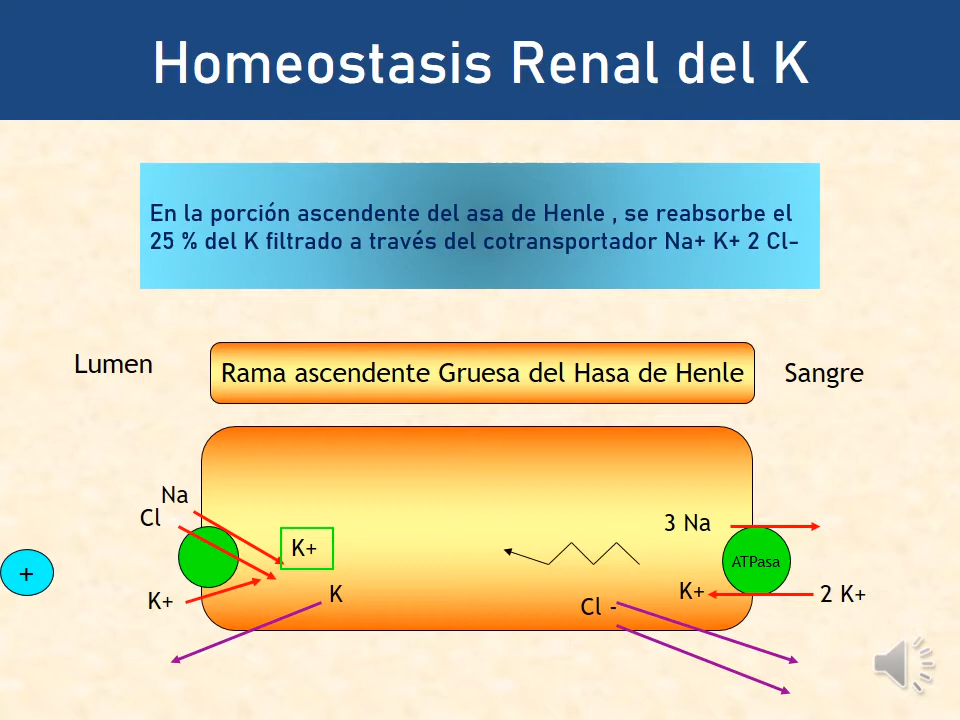 Homeostasis Renal del K
En la porción ascendente del asa de Henle , se reabsorbe el
25 % del K filtrado a través del cotransportador Na+ K+ 2 Cl-
Lumen
Rama ascendente Gruesa del Hasa de Henle
Sangre
Na
Cl
3 Na
K+
ATPasa
+
K+
K
Cl -
K+
2 K+